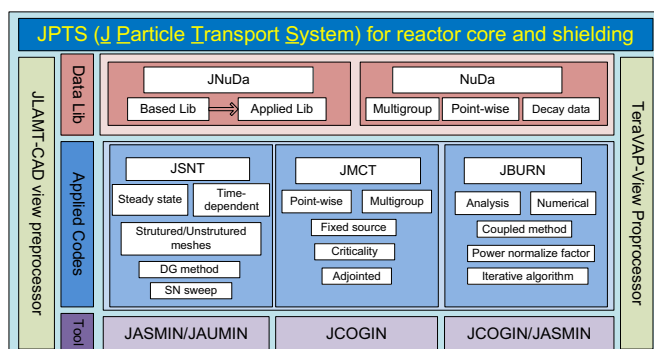 JPTS (J Particle Transport System) for reactor core and shielding
JLAMT-CAD view preprocessor
Data Lib
JNuDa
Based Lib
Applied Lib
NuDa
Multigroup
Point-wise
Decay data
Applied Codes
JSNT
Steady state
Time-
dependent
Strutured/Unstrutured
meshes
DG method
SN sweep
JMCT
Point-wise
Multigroup
Fixed source
Criticality
Adjointed
JBURN
Analysis
Numerical
Coupled method
Power normalize factor
Iterative algorithm
Tool
JASMIN/JAUMIN
JCOGIN
JCOGIN/JASMIN
TeraVAP-View Proprocessor